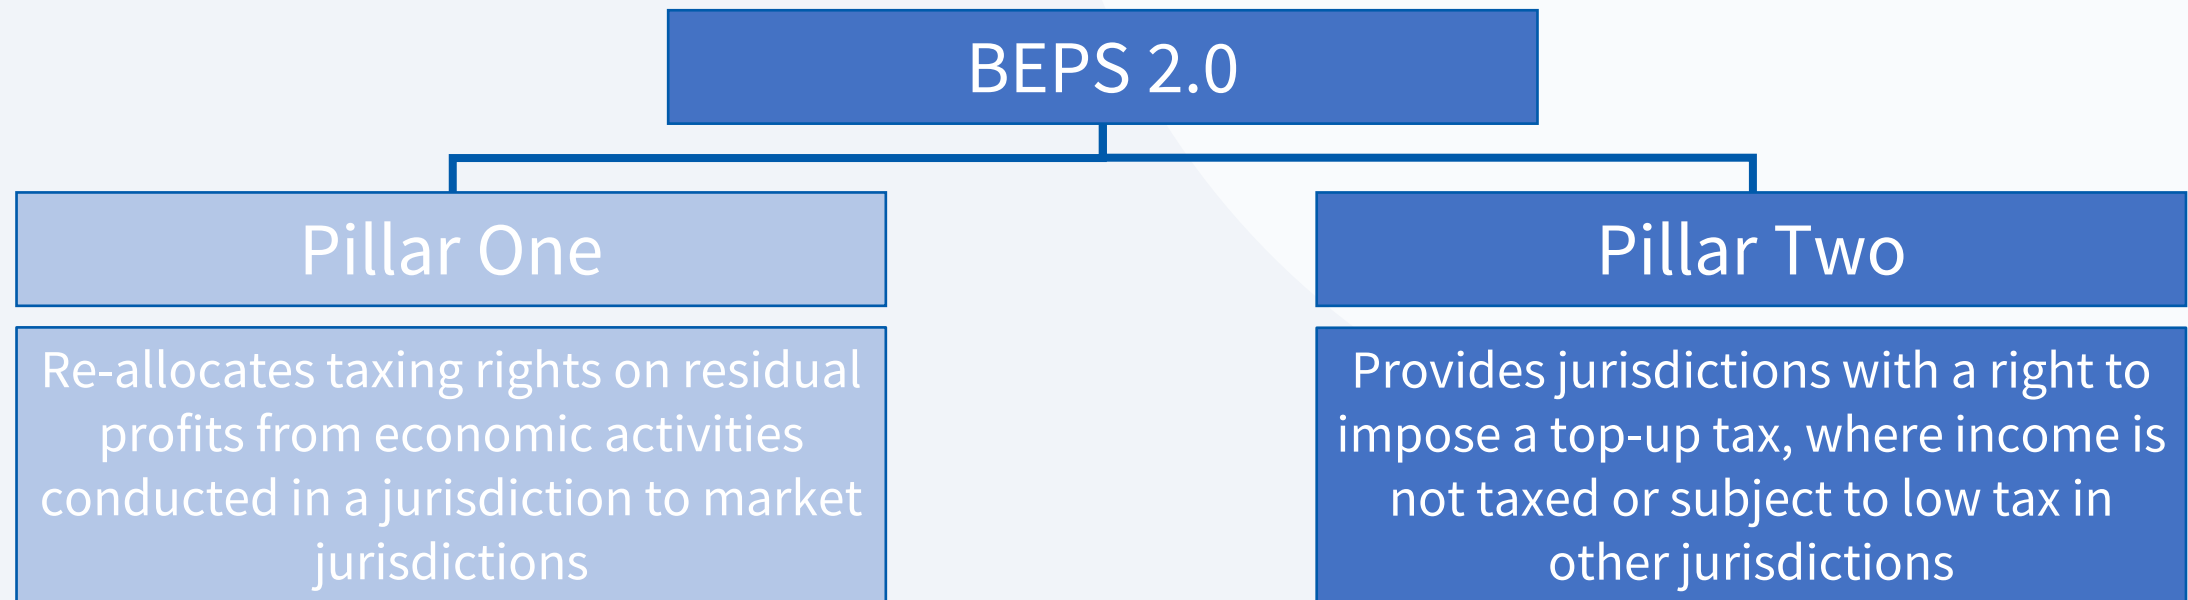 BEPS 2.0
Pillar One
Re-allocates taxing rights on residual
profits from economic activities
conducted in a jurisdiction to market
jurisdictions
Pillar Two
Provides jurisdictions with a right to
impose a top-up tax, where income is
not taxed or subject to low tax in
other jurisdictions